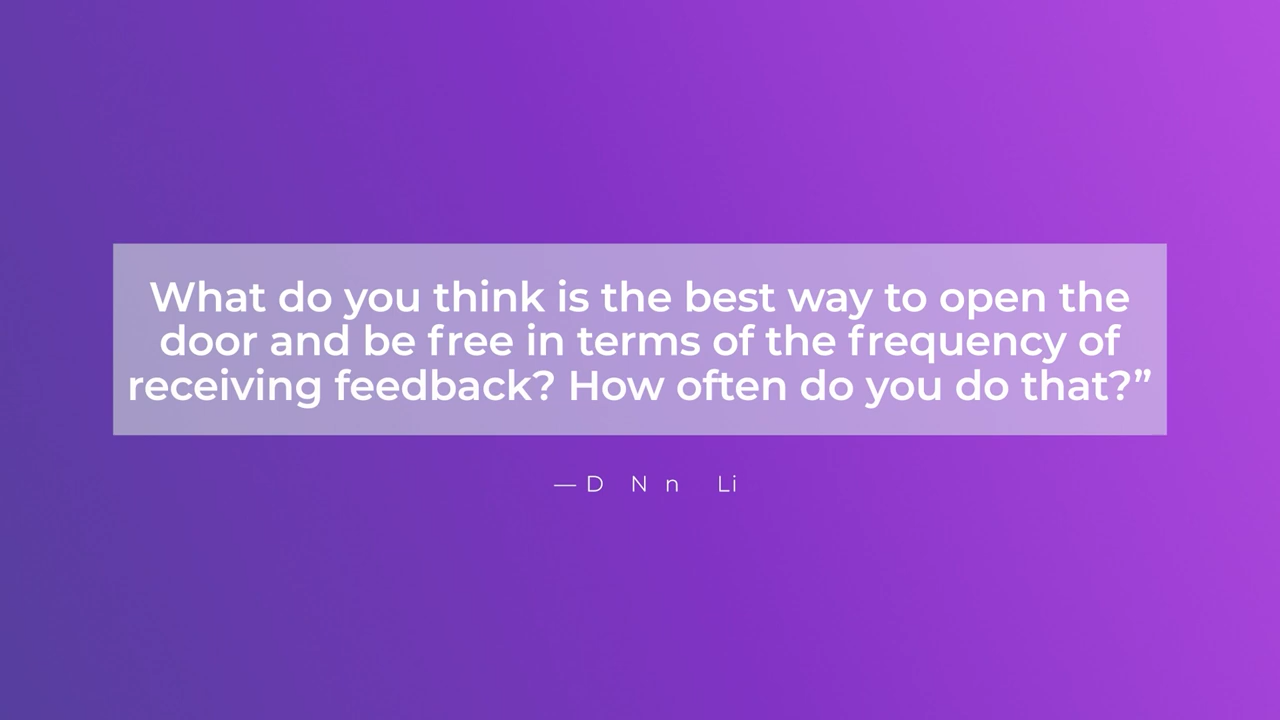 What do you think is the best way to open the
door and be free in terms of the frequency of
receiving feedback? How often do you do that?”
— D N n Li